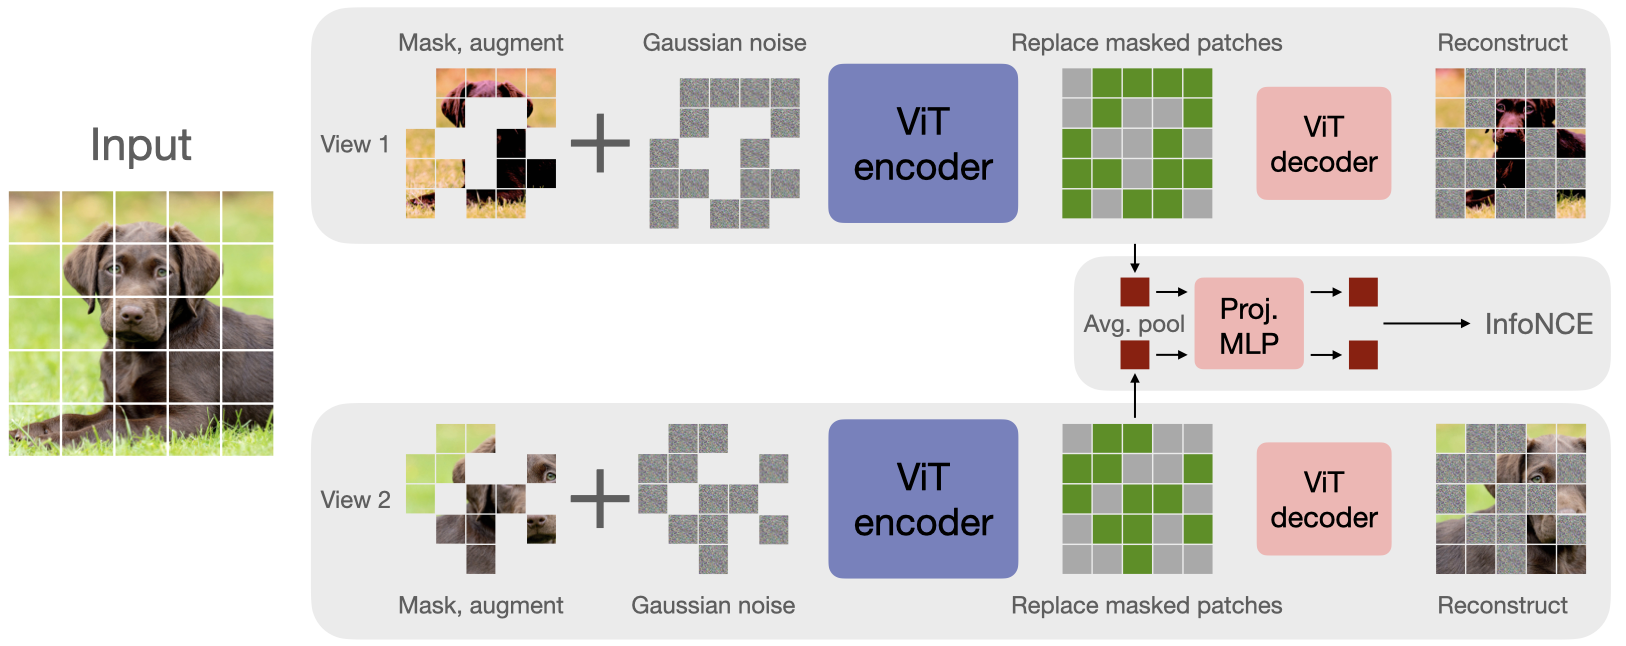 Input
Mask, augment
Gaussian noise
Replace masked patches
Reconstruct
View 1
ViT
encoder
ViT
decoder
Avg. pool
Proj.
MLP
InfoNCE
View 2
ViT
encoder
ViT
decoder
Mask, augment
Gaussian noise
Replace masked patches
Reconstruct